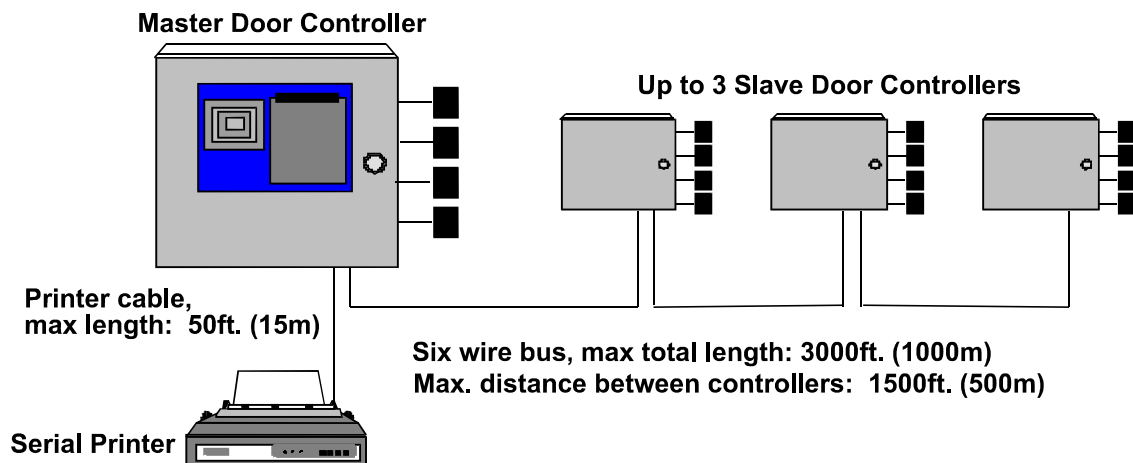 Master Door Controller
Up to 3 Slave Door Controllers
Printer cable,
max length: 50ft. (15m)
Six wire bus, max total length: 3000ft. (1000m)
Max. distance between controllers: 1500ft. (500m)
Serial Printer